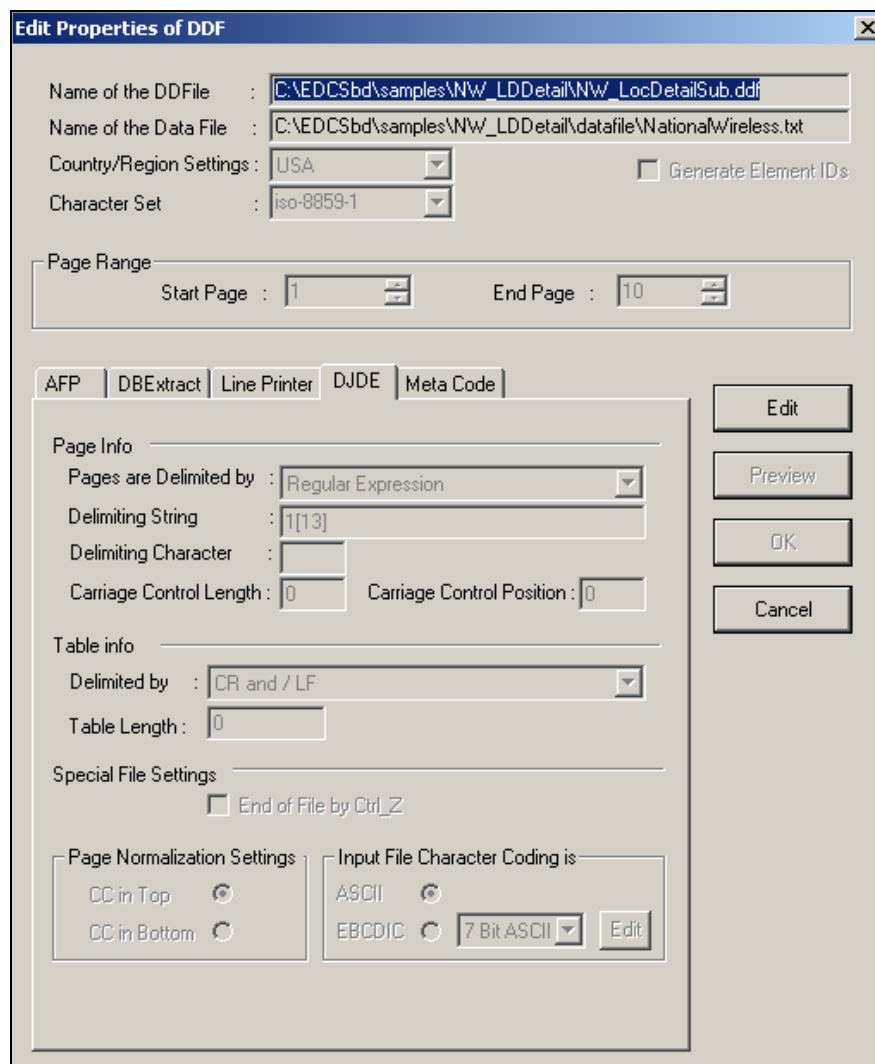 Edit Properties of DDF
Name of the DDFile : C:\EDCSbd\samples\NW_LDDetail\NW_LocDetailSub.ddf
Name of the Data File : C:\EDCSbd\samples\NW_LDDetail\datafile\NationalWireless.txt
Country/Region Settings : USA Generate Element IDs
Character Set : iso-8859-1
Page Range
Start Page : 1 End Page : 10
AFP DBExtract Line Printer DJDE Meta Code
Edit
Preview
OK
Cancel
Page Info
Pages are Delimited by : Regular Expression
Delimiting String : 1[13]
Delimiting Character :
Carriage Control Length : 0 Carriage Control Position : 0
Table info
Delimited by : CR and / LF
Table Length : 0
Special File Settings
End of File by Ctrl_Z
Page Normalization Settings
CC in Top
CC in Bottom
Input File Character Coding is
ASCII
EBCDIC 7 Bit ASCII Edit